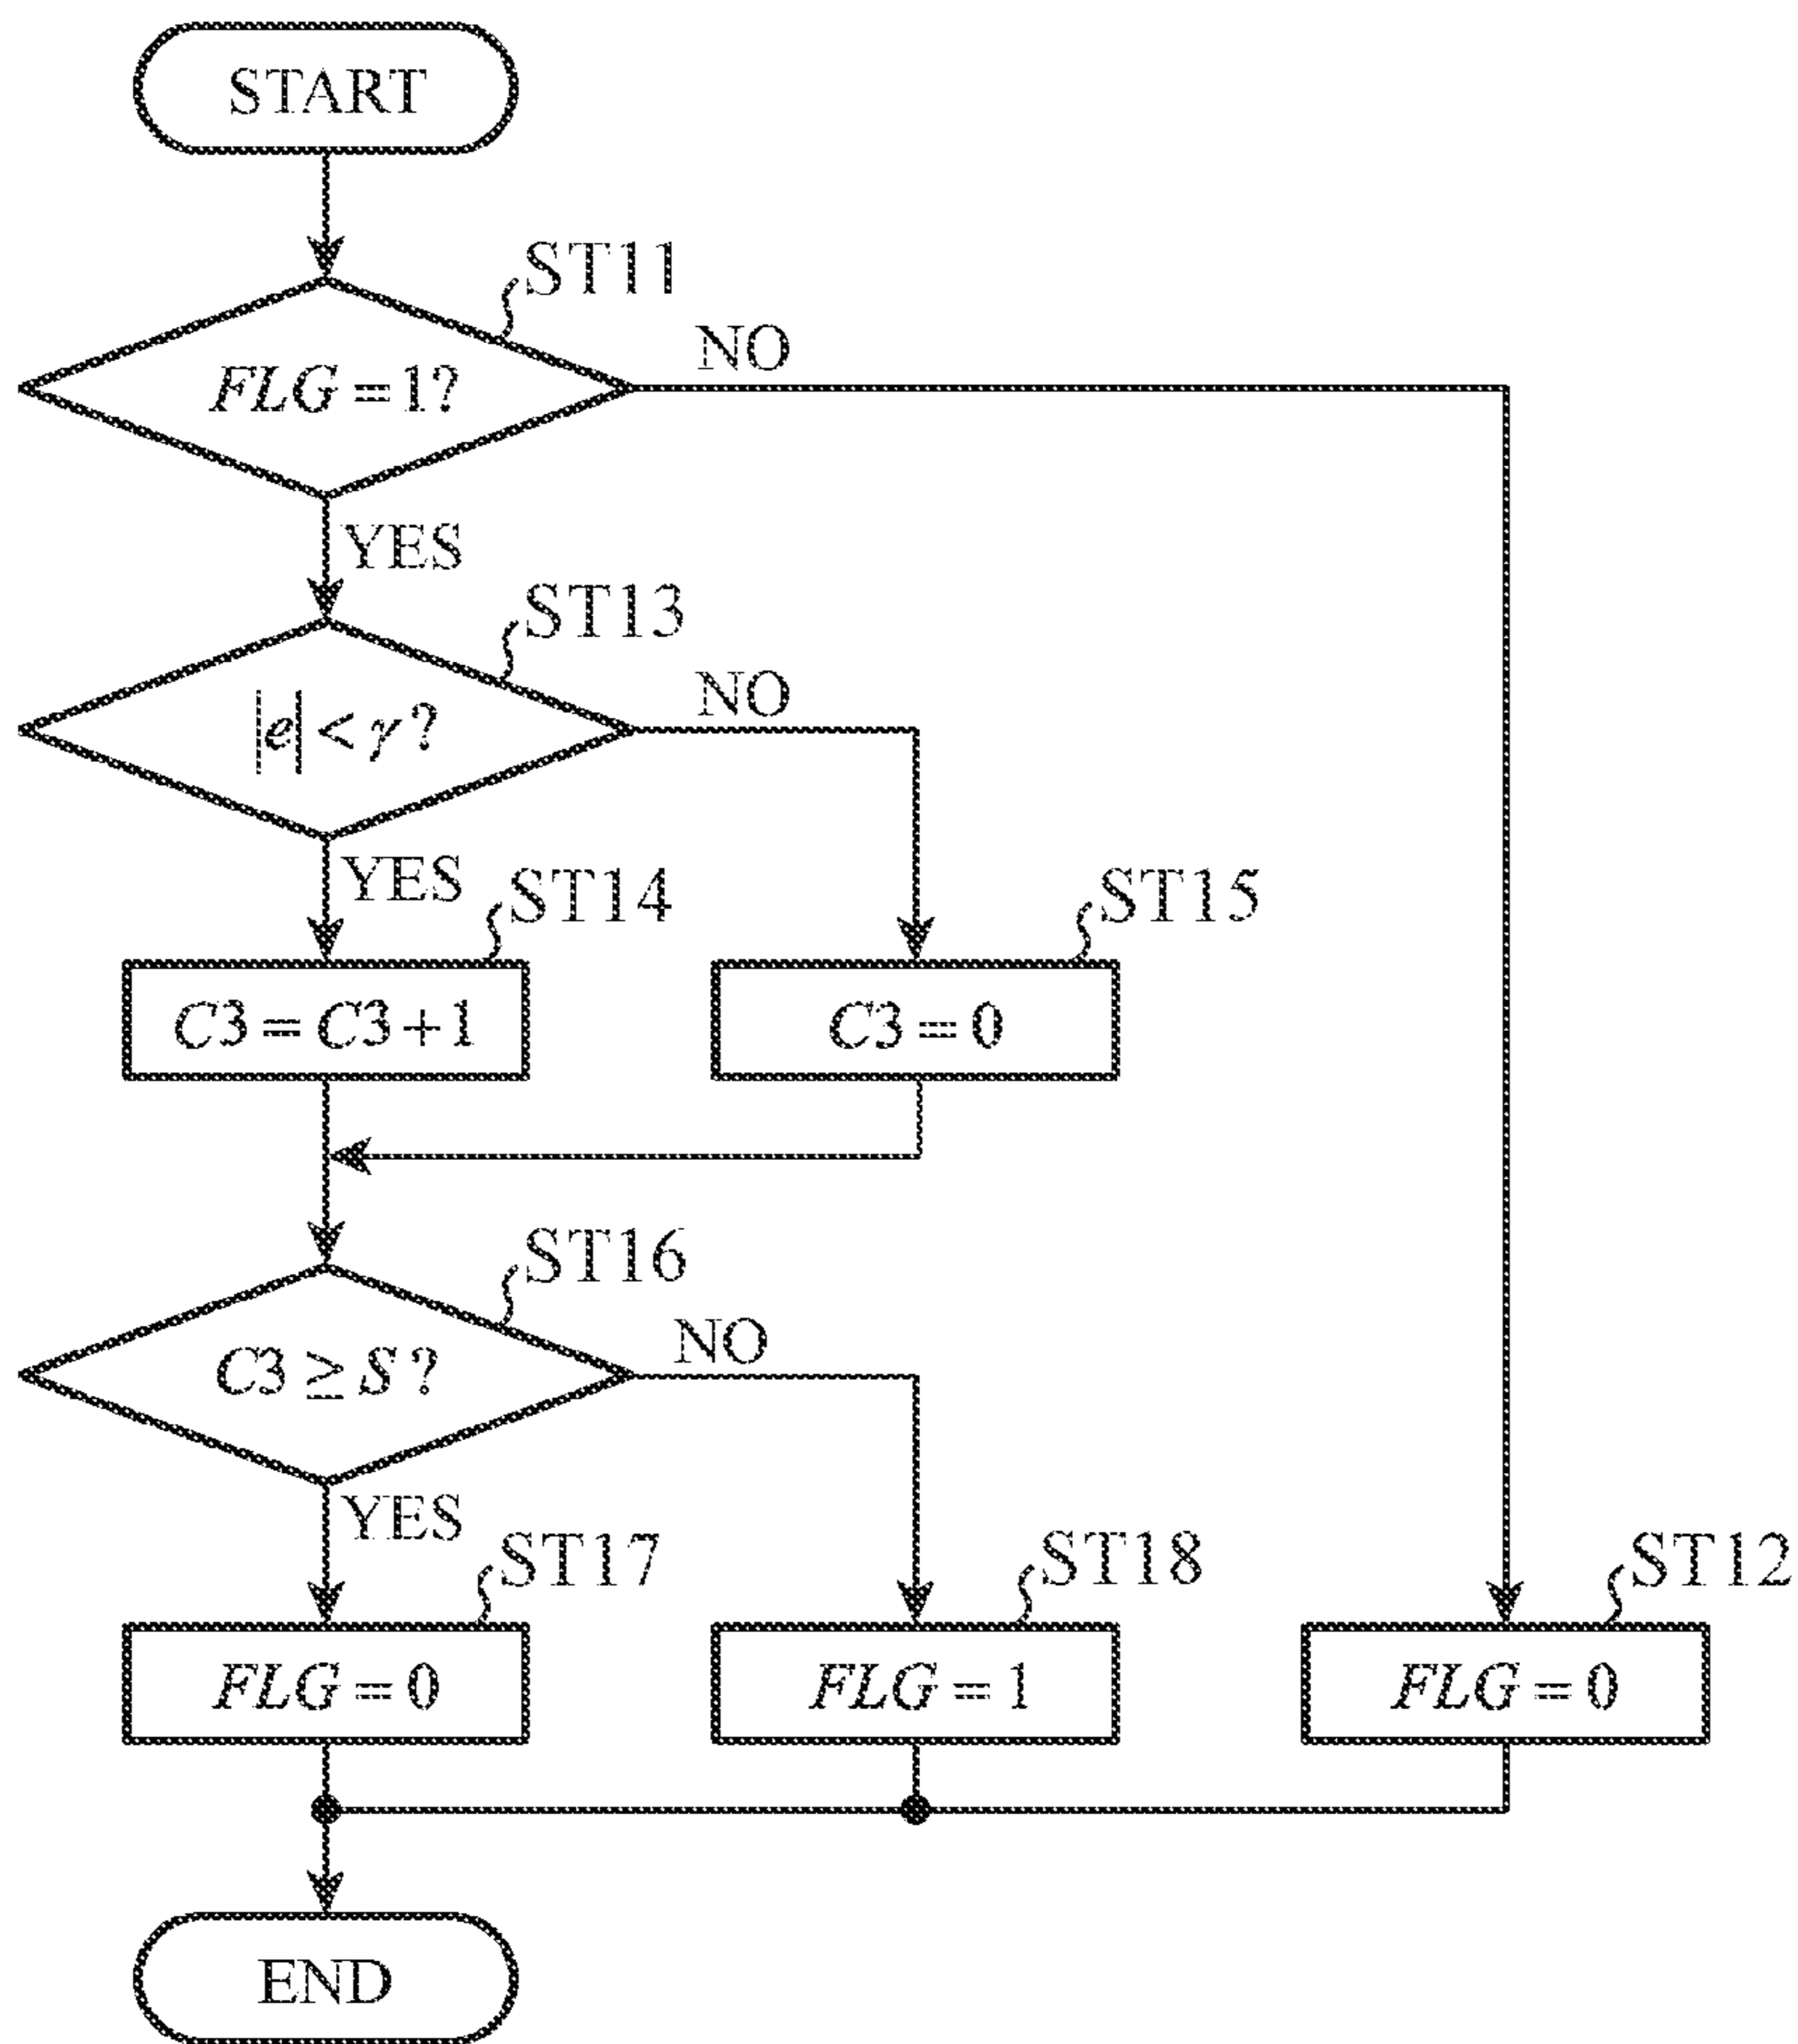 START
ST11
FLG = 1?
NO
YES
ST13
|e| < γ ?
NO
YES
ST14
ST15
C3 = C3 + 1
C3 = 0
ST16
C3 ≥ S ?
NO
YES
ST17
ST18
ST12
FLG = 0
FLG = 1
FLG = 0
END